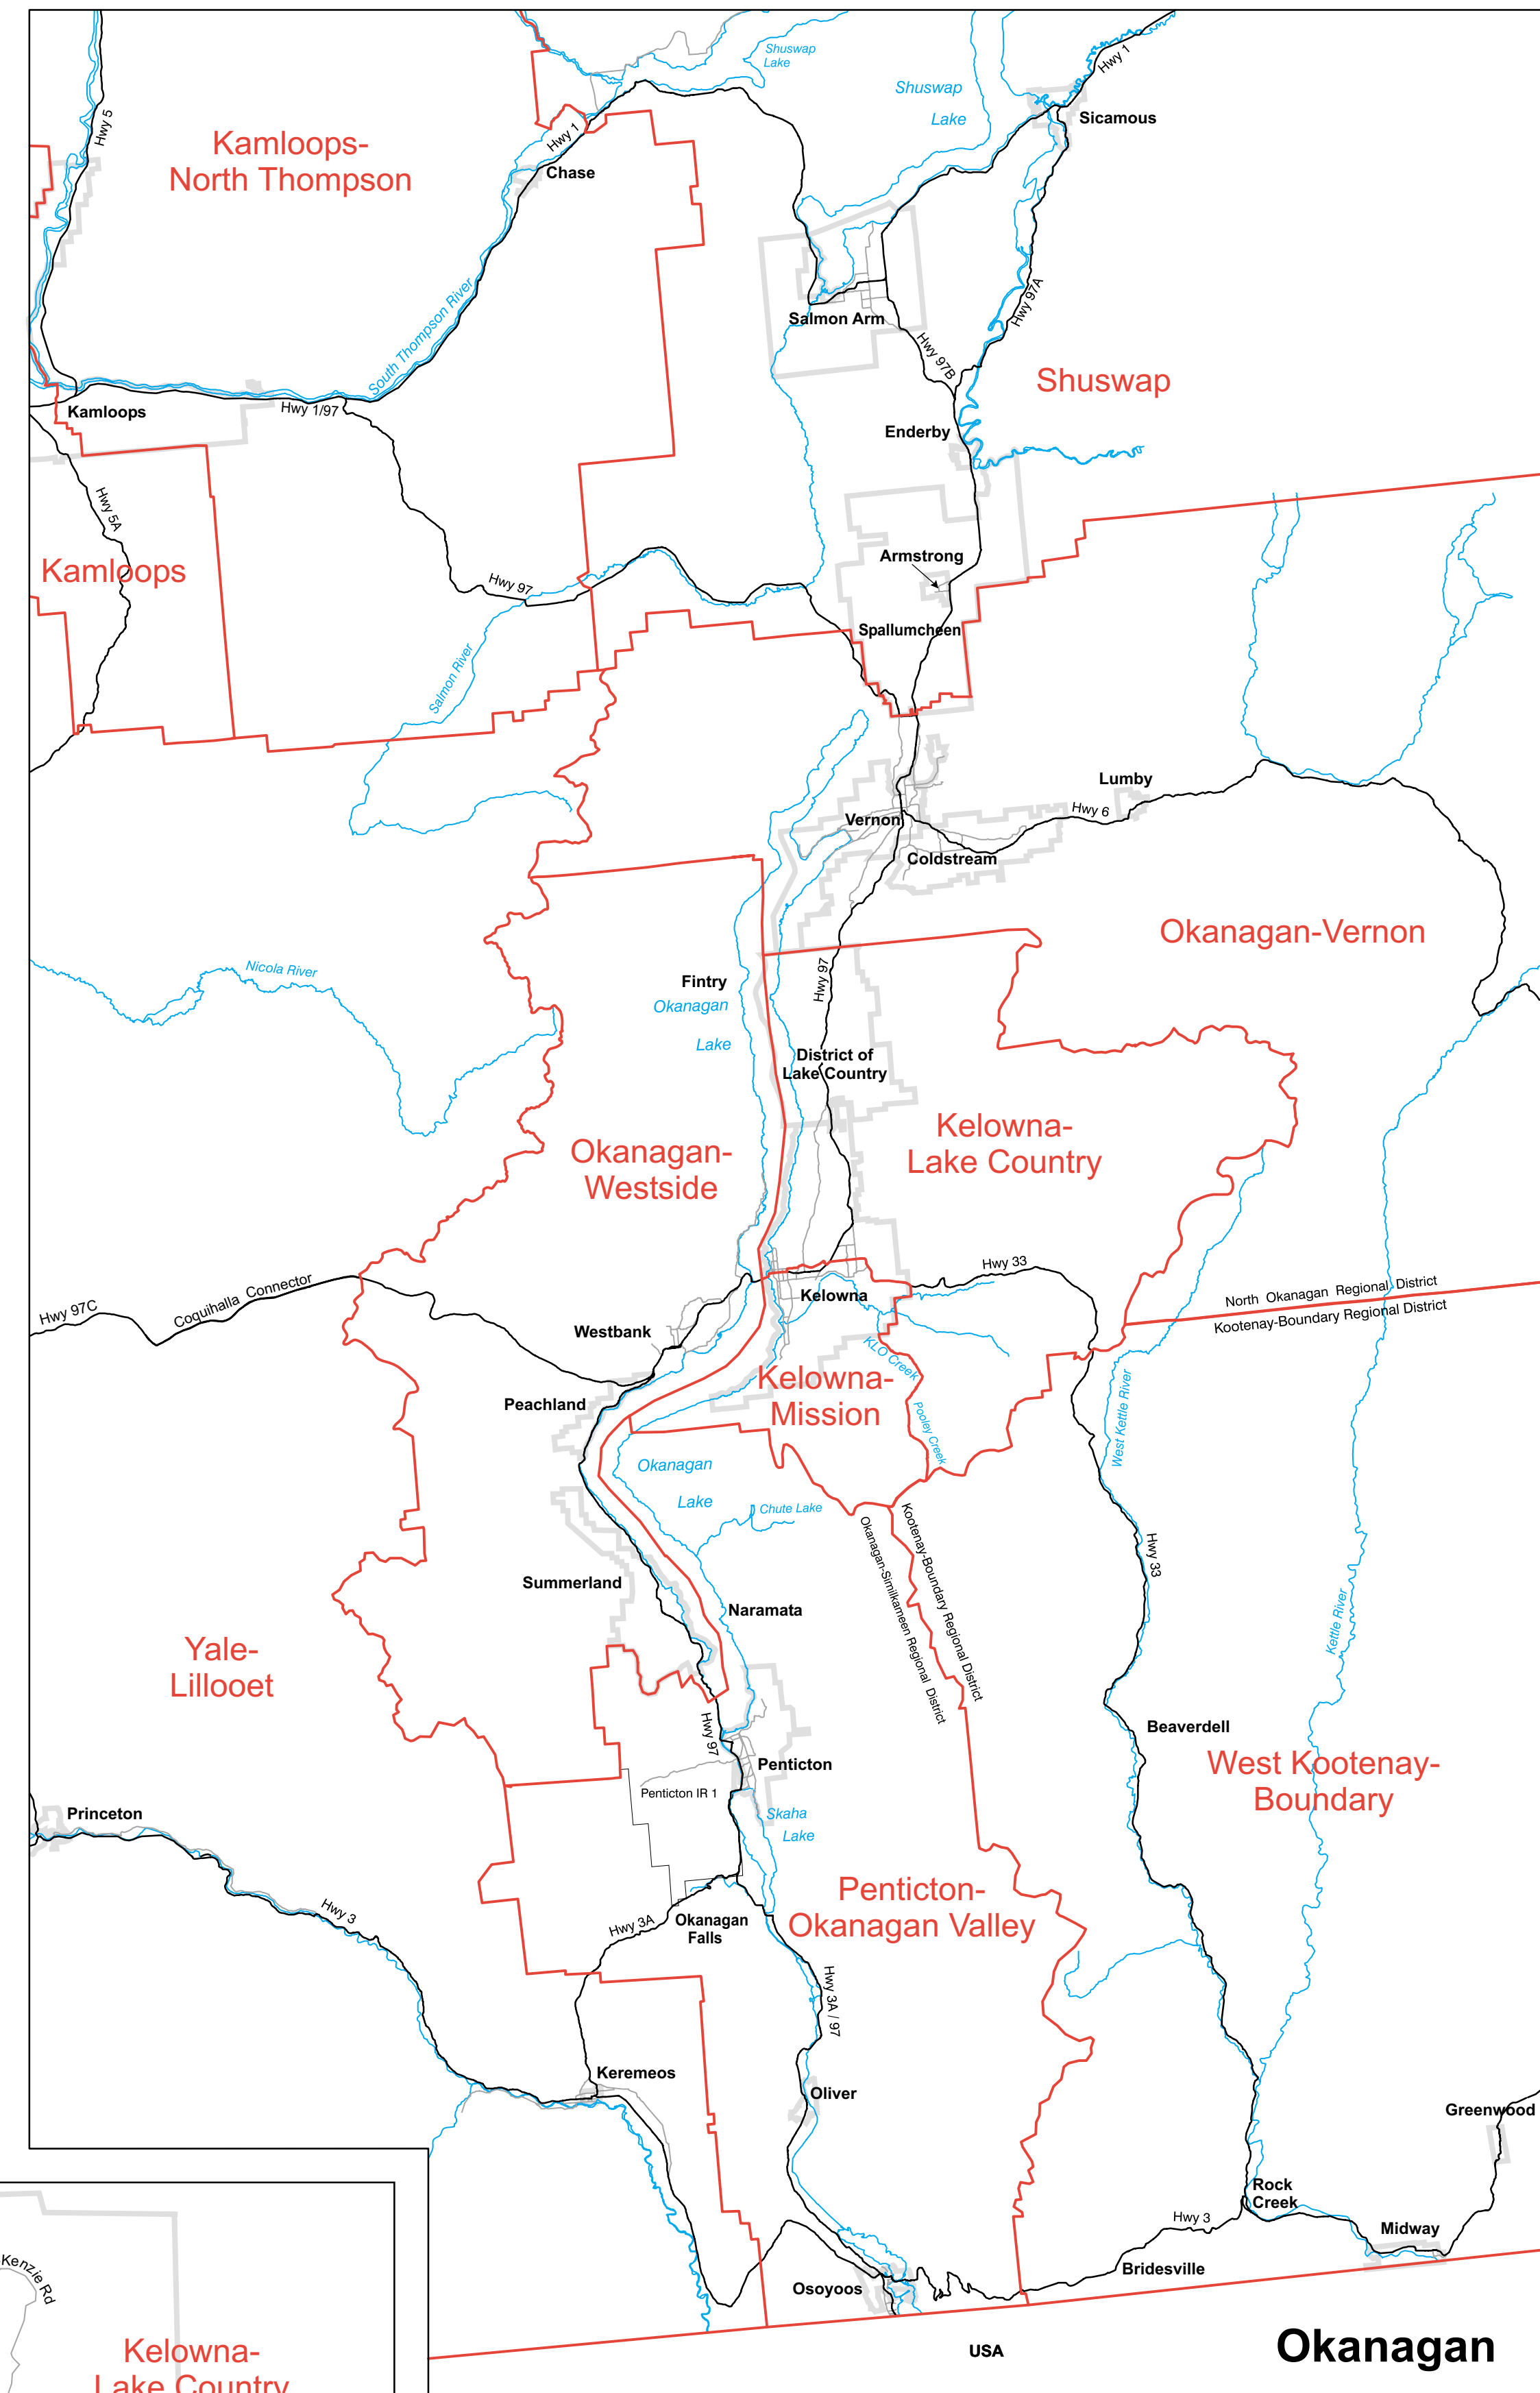 Shuswap
Lake
Hwy 1
Shuswap
Lake
Sicamous
Hwy 5
Kamloops-
North Thompson
Hwy 1
Chase
South Thompson River
Hwy 97A
Salmon Arm
Hwy 97B
Shuswap
Kamloops
Hwy 1/97
Enderby
Hwy 5A
Kamloops
Armstrong
Hwy 97
Spallumcheen
Salmon River
Lumby
Hwy 6
Vernon
Coldstream
Okanagan-Vernon
Nicola River
Hwy 97
Fintry
Okanagan
Lake
District of
Lake Country
Kelowna-
Lake Country
Okanagan-
Westside
Hwy 33
Coquihalla Connector
Hwy 97C
Kelowna
North Okanagan Regional District
Kootenay-Boundary Regional District
Westbank
KLO Creek
Peachland
Kelowna-
Mission
Pooley Creek
West Kettle River
Okanagan
Lake
Chute Lake
Kootenay-Boundary Regional District
Okanagan-Similkameen Regional District
Hwy 33
Summerland
Naramata
Kettle River
Yale-
Lillooet
Hwy 97
Beaverdell
Penticton
West Kootenay-
Boundary
Penticton IR 1
Princeton
Skaha
Lake
Penticton-
Okanagan Valley
Hwy 3
Hwy 3A
Okanagan
Falls
Hwy 3A / 97
Keremeos
Oliver
Greenwood
Rock
Creek
Hwy 3
Midway
Bridesville
Osoyoos
Kenzie Rd
USA
Okanagan
Kelowna-
Lake Country